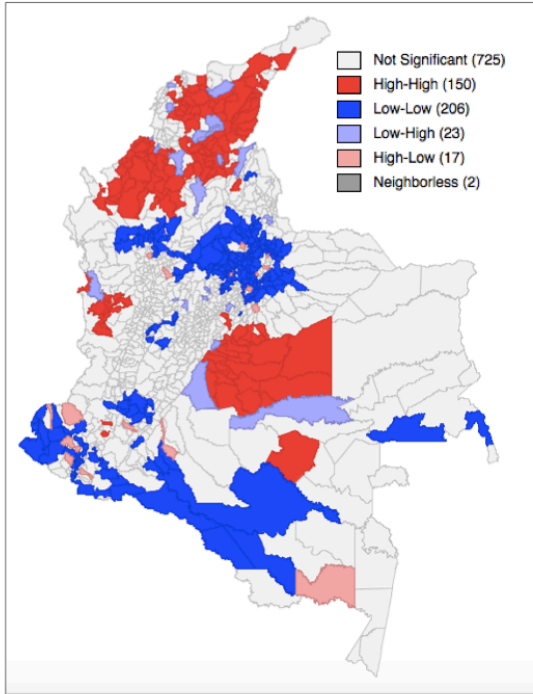 Not Significant (725)
High-High (150)
Low-Low (206)
Low-High (23)
High-Low (17)
Neighborless (2)